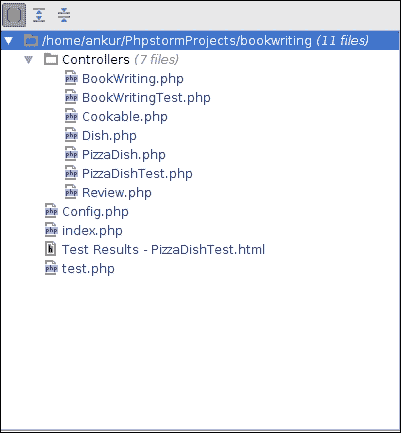 /home/ankur/PhpstormProjects/bookwriting (11 files)
Controllers (7 files)
php BookWriting.php
php BookWritingTest.php
php Cookable.php
php Dish.php
php PizzaDish.php
php PizzaDishTest.php
php Review.php
php Config.php
php index.php
h Test Results - PizzaDishTest.html
php test.php